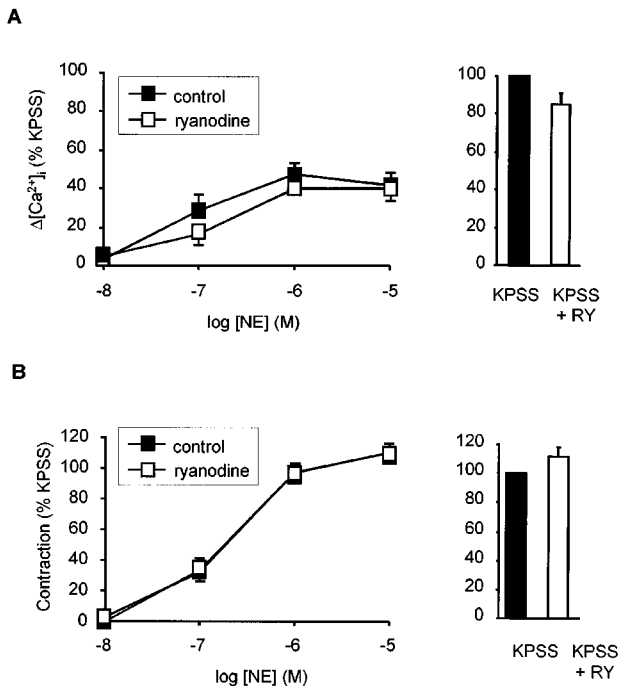 A
Δ[Ca²⁺]ᵢ (% KPSS)
100
80
60
40
20
0
control
ryanodine
-8
-7
-6
-5
log [NE] (M)
100
80
60
40
20
0
KPSS
KPSS
+ RY
B
Contraction (% KPSS)
120
100
80
60
40
20
0
control
ryanodine
-8
-7
-6
-5
log [NE] (M)
120
100
80
60
40
20
0
KPSS
KPSS
+ RY